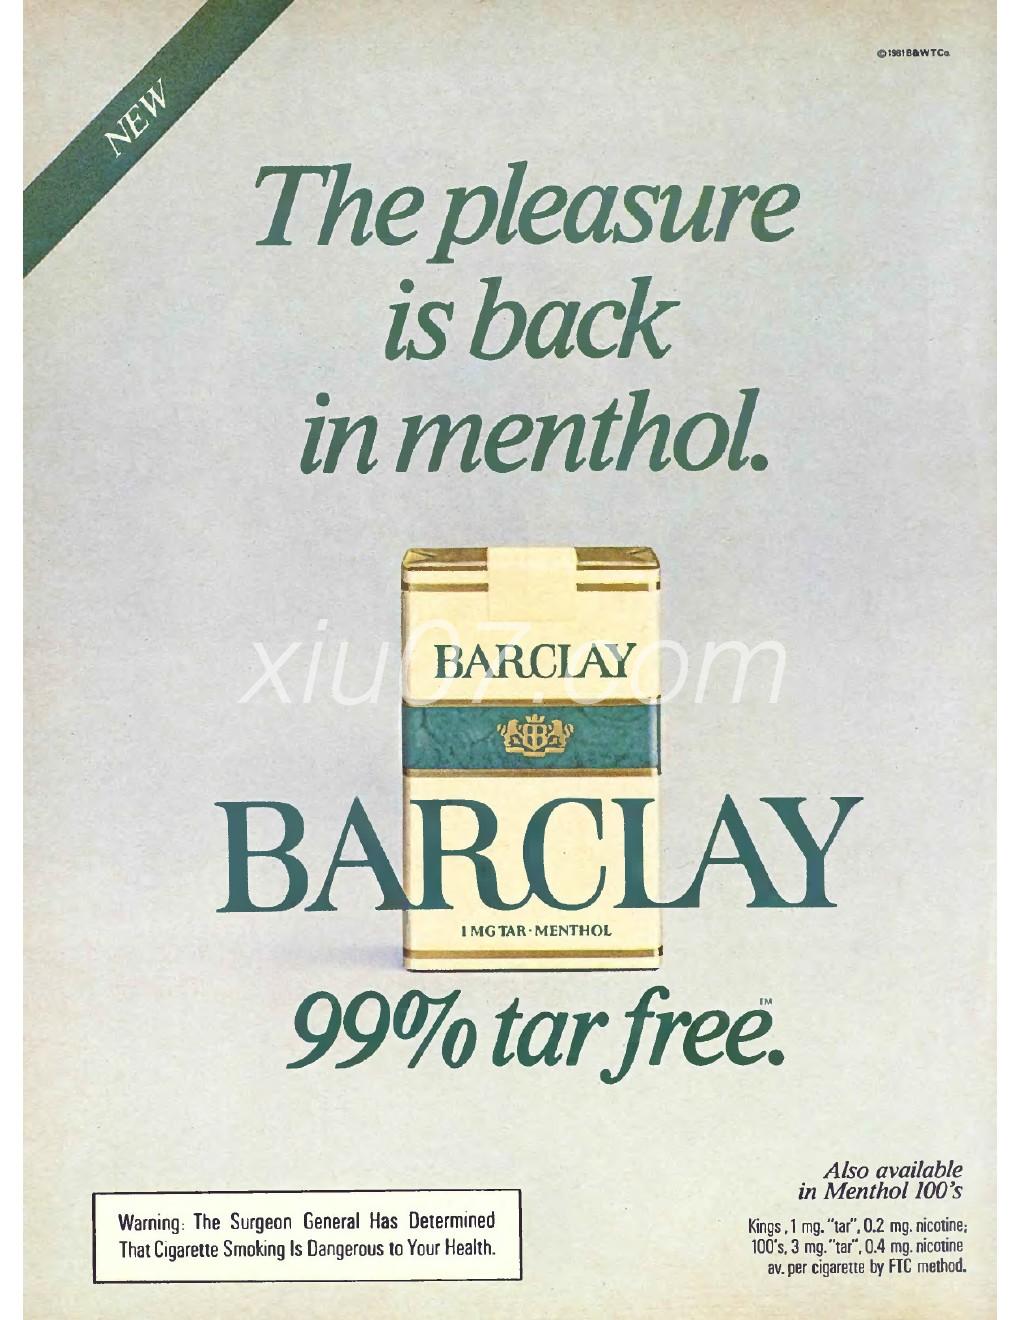 ©1981 B&W T Co.
NEW
The pleasure
is back
in menthol.
xiu07.com
BARCLAY
BARCLAY
1 MG TAR · MENTHOL
99% tar free.™
Also available
in Menthol 100's
Warning: The Surgeon General Has Determined
That Cigarette Smoking Is Dangerous to Your Health.
Kings, 1 mg. "tar", 0.2 mg. nicotine;
100's, 3 mg. "tar", 0.4 mg. nicotine
av. per cigarette by FTC method.